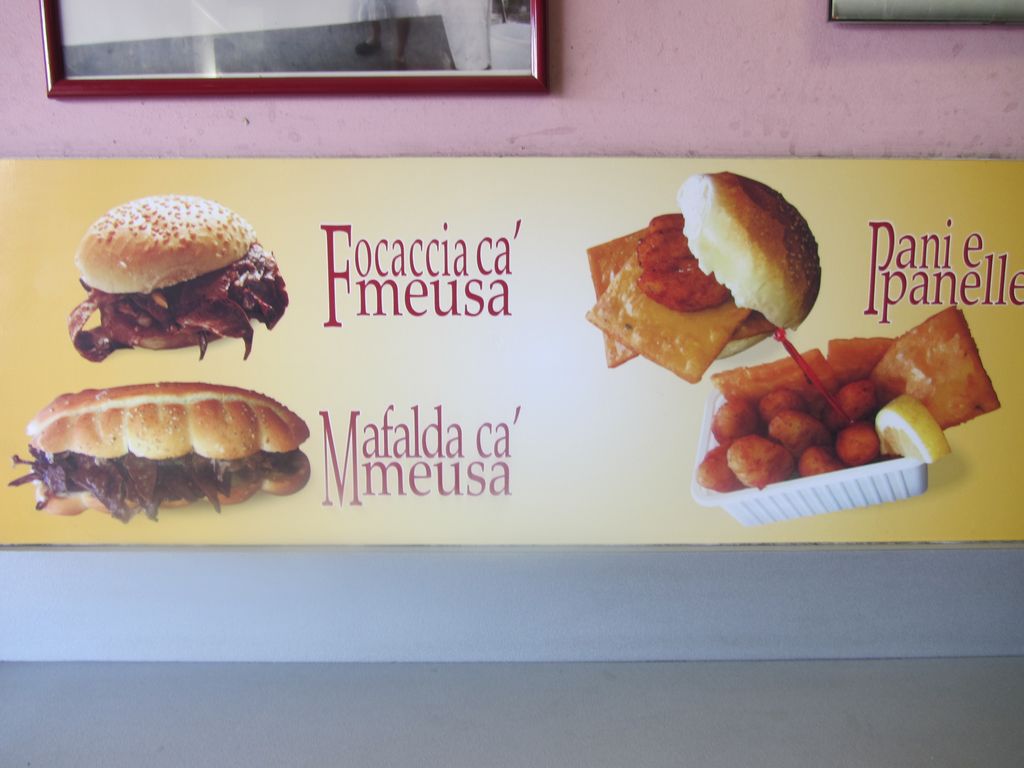 Focaccia ca'
meusa
Mafalda ca'
meusa
Pani e
panelle